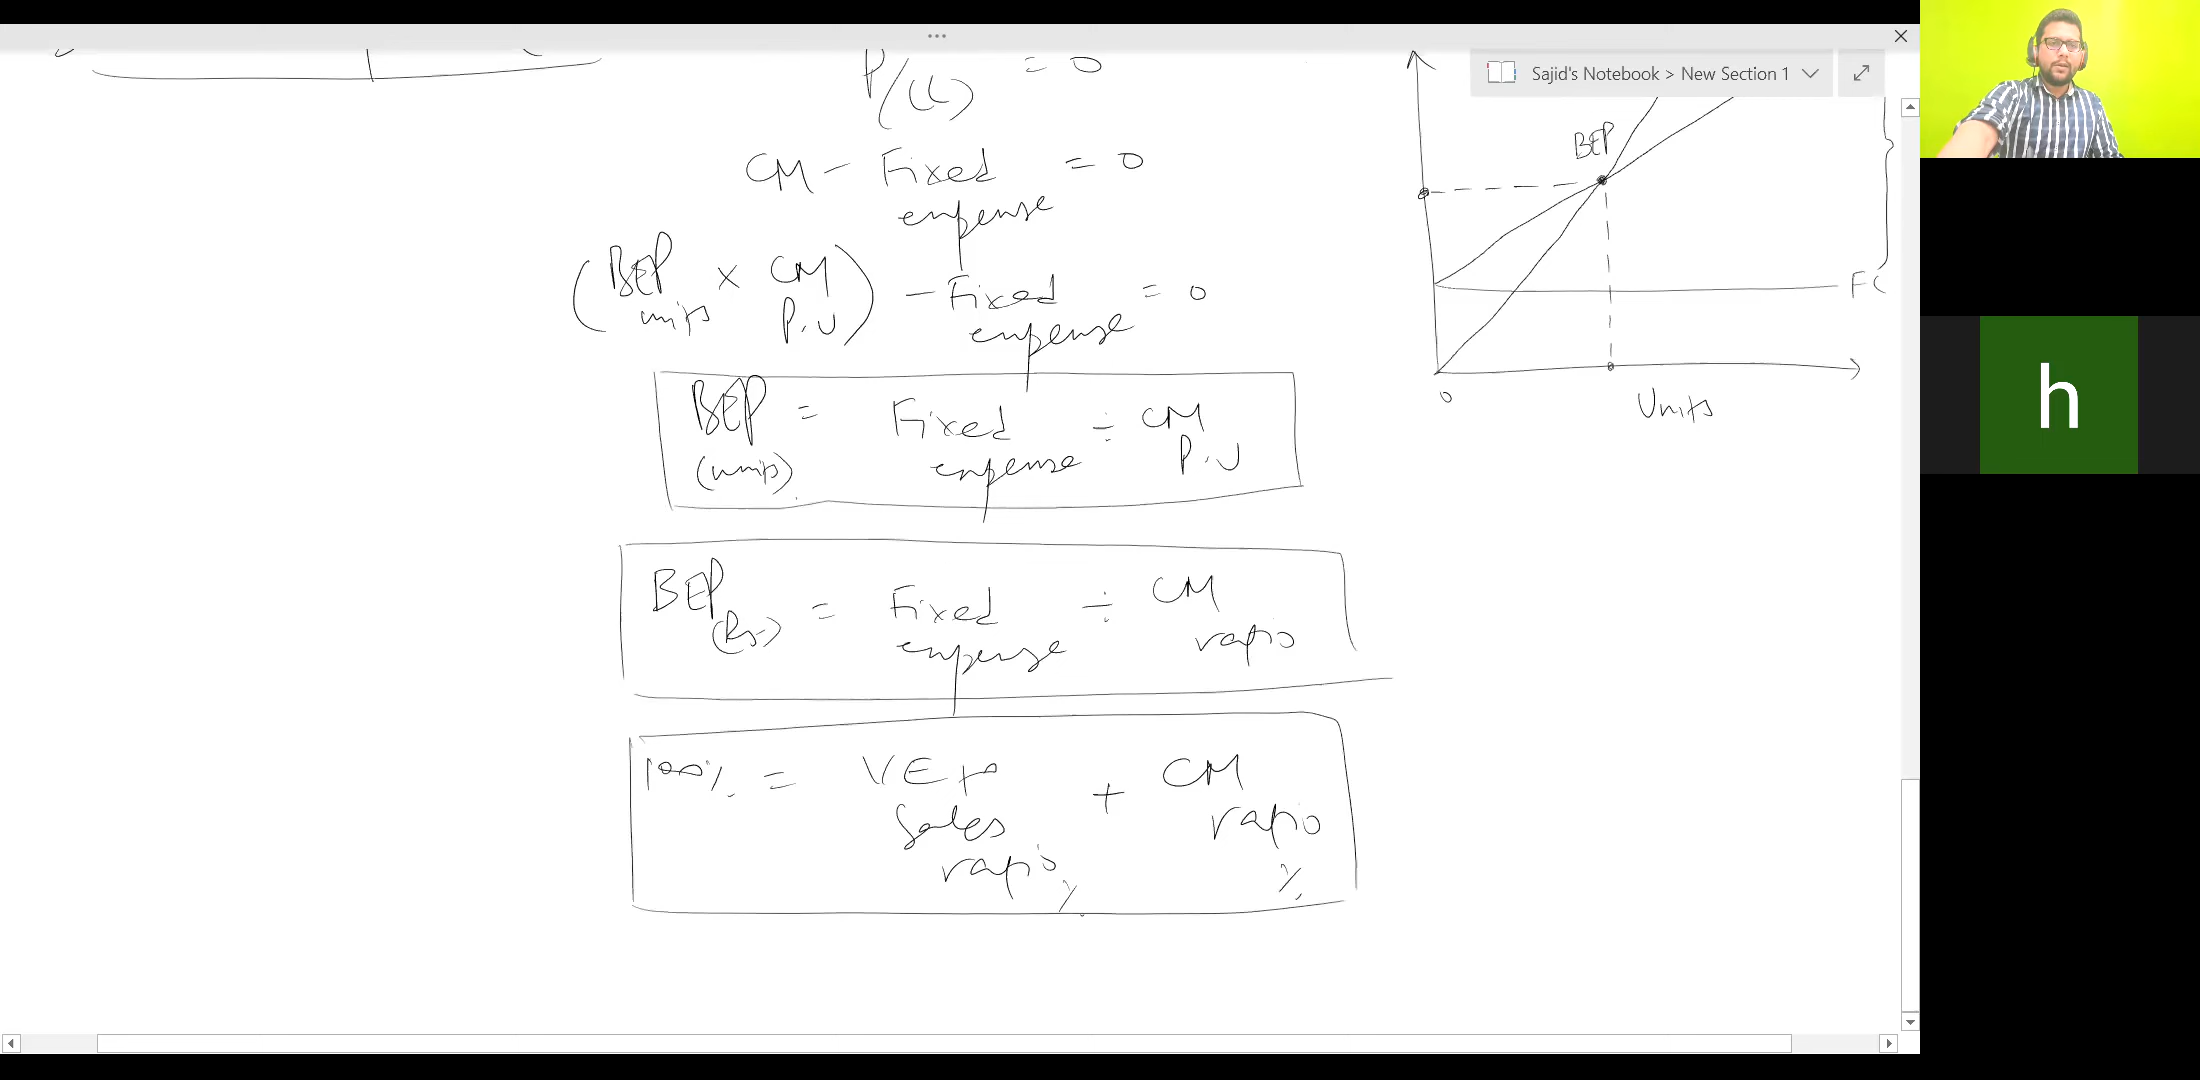 Sajid's Notebook > New Section 1
P/(L) = 0
CM - Fixed expense = 0
(BEP units x CM P.U) - Fixed expense = 0
BEP (units) = Fixed expense ÷ CM P.U
BEP (Rs) = Fixed expense ÷ CM ratio
100% = VE to Sales ratio % + CM ratio %
BEP
FC
0
Units
h